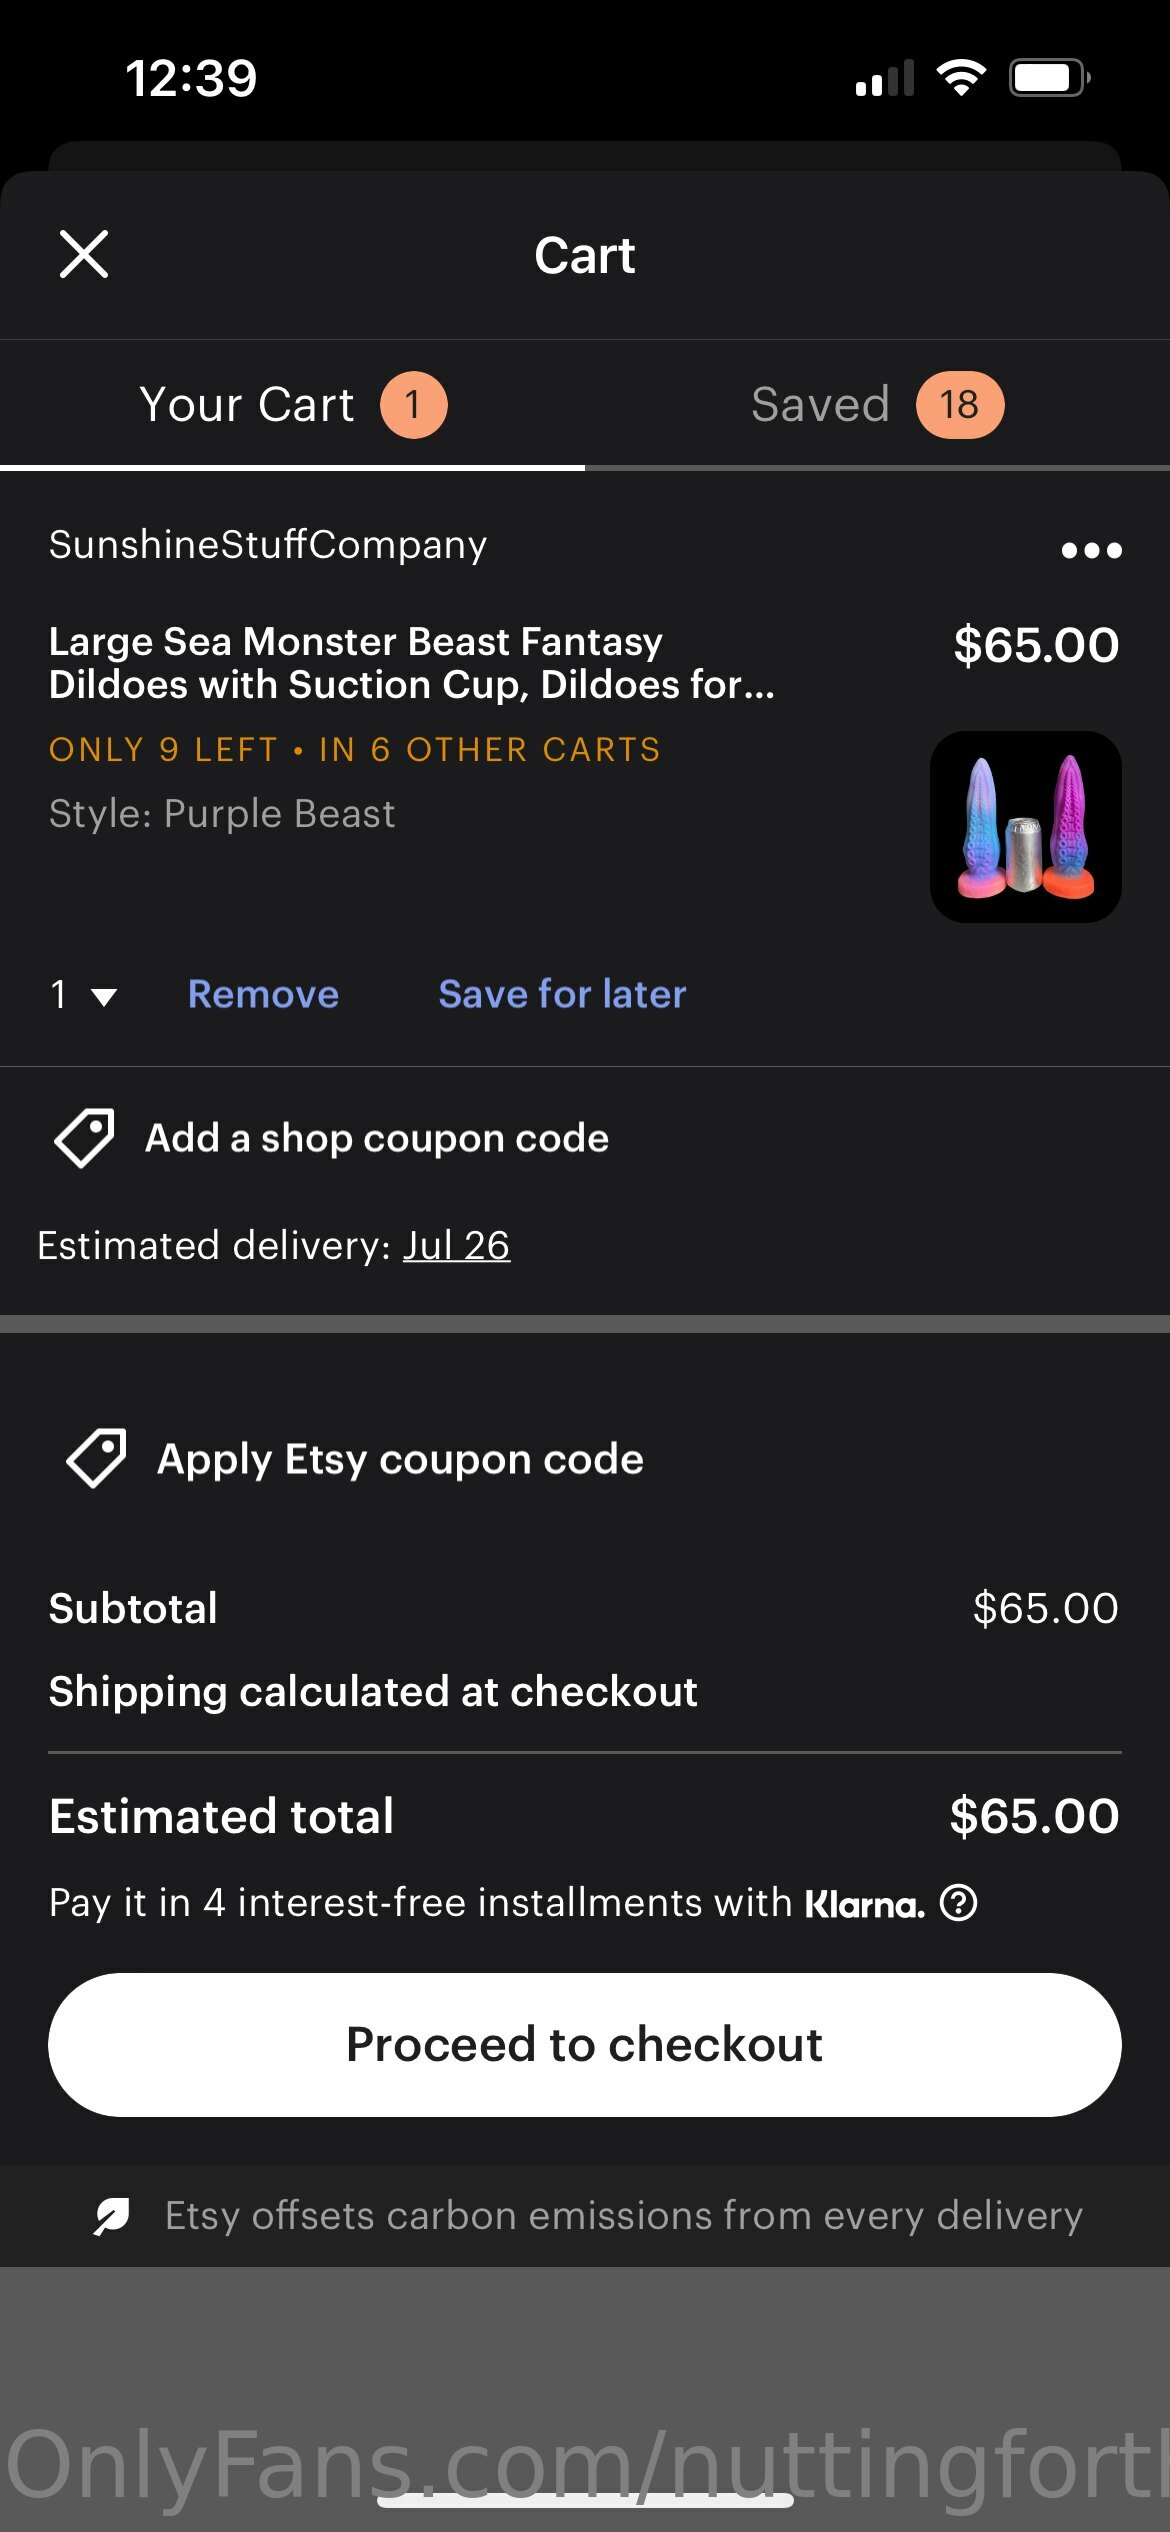 12:39
Cart
Your Cart 1
Saved 18
SunshineStuffCompany
Large Sea Monster Beast Fantasy
Dildoes with Suction Cup, Dildoes for...
$65.00
ONLY 9 LEFT • IN 6 OTHER CARTS
Style: Purple Beast
1
Remove
Save for later
Add a shop coupon code
Estimated delivery: Jul 26
Apply Etsy coupon code
Subtotal $65.00
Shipping calculated at checkout
Estimated total $65.00
Pay it in 4 interest-free installments with Klarna. ?
Proceed to checkout
Etsy offsets carbon emissions from every delivery
OnlyFans.com/nuttingfort